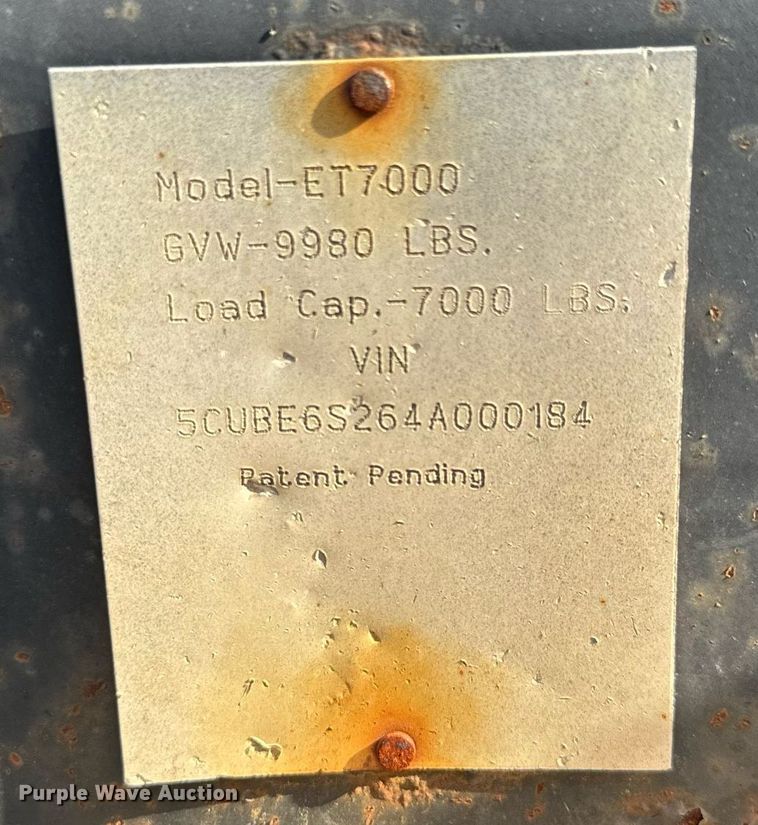 Model-ET7000
GVW-9980 LBS.
Load Cap.-7000 LBS.
VIN
5CUBE6S264A000184
Patent Pending
Purple Wave Auction